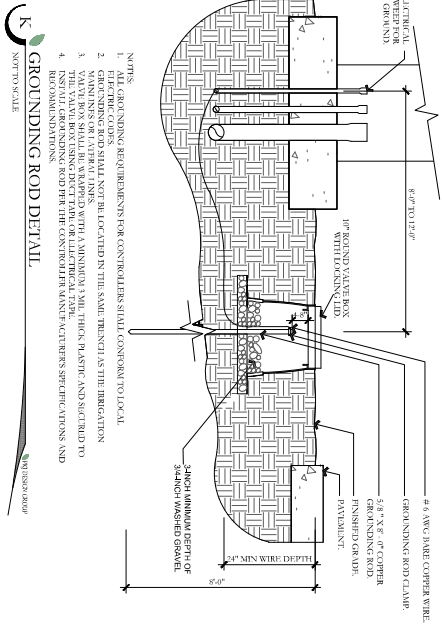 ELECTRICAL
SWEEP FOR
GROUND.
8'-0" TO 12'-0"
10" ROUND VALVE BOX
WITH LOCKING LID.
# 6 AWG BARE COPPER WIRE.
GROUNDING ROD CLAMP.
5/8 " X 8' - 0" COPPER
GROUNDING ROD.
FINISHED GRADE.
PAVEMENT.
24" MIN WIRE DEPTH
8'-0"
3-INCH MINIMUM DEPTH OF
3/4-INCH WASHED GRAVEL
NOTES:
1. ALL GROUNDING REQUIREMENTS FOR CONTROLLERS SHALL CONFORM TO LOCAL
ELECTRIC CODES.
2. GROUNDING ROD SHALL NOT BE LOCATED IN THE SAME TRENCH AS THE IRRIGATION
MAINLINES OR LATERAL LINES.
3. VALVE BOX SHALL BE WRAPPED WITH A MINIMUM 3 MIL THICK PLASTIC AND SECURED TO
THE VALVE BOX USING DUCT TAPE OR ELECTRICAL TAPE.
4. INSTALL GROUNDING ROD PER THE CONTROLLER MANUFACTURER'S SPECIFICATIONS AND
RECOMMENDATIONS.
K
GROUNDING ROD DETAIL
NOT TO SCALE
DESIGN GROUP